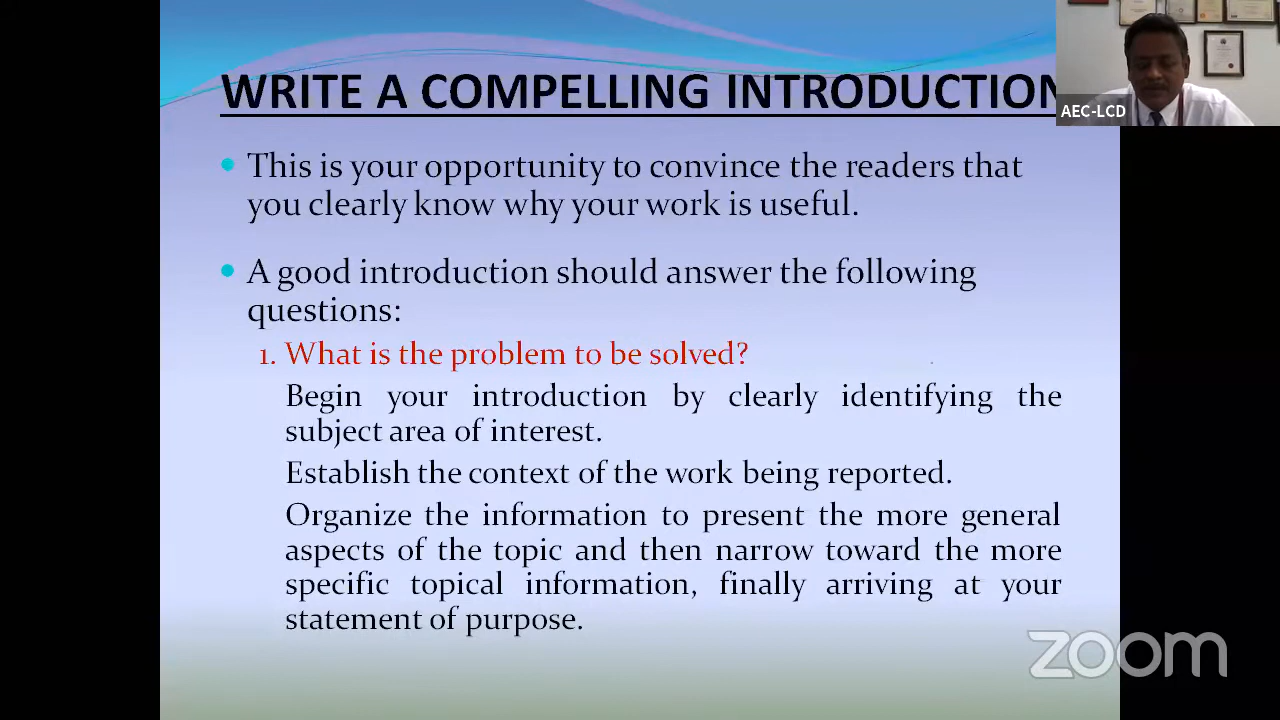 WRITE A COMPELLING INTRODUCTION
AEC-LCD
This is your opportunity to convince the readers that
you clearly know why your work is useful.
A good introduction should answer the following
questions:
1. What is the problem to be solved?
Begin your introduction by clearly identifying the
subject area of interest.
Establish the context of the work being reported.
Organize the information to present the more general
aspects of the topic and then narrow toward the more
specific topical information, finally arriving at your
statement of purpose.
zoom